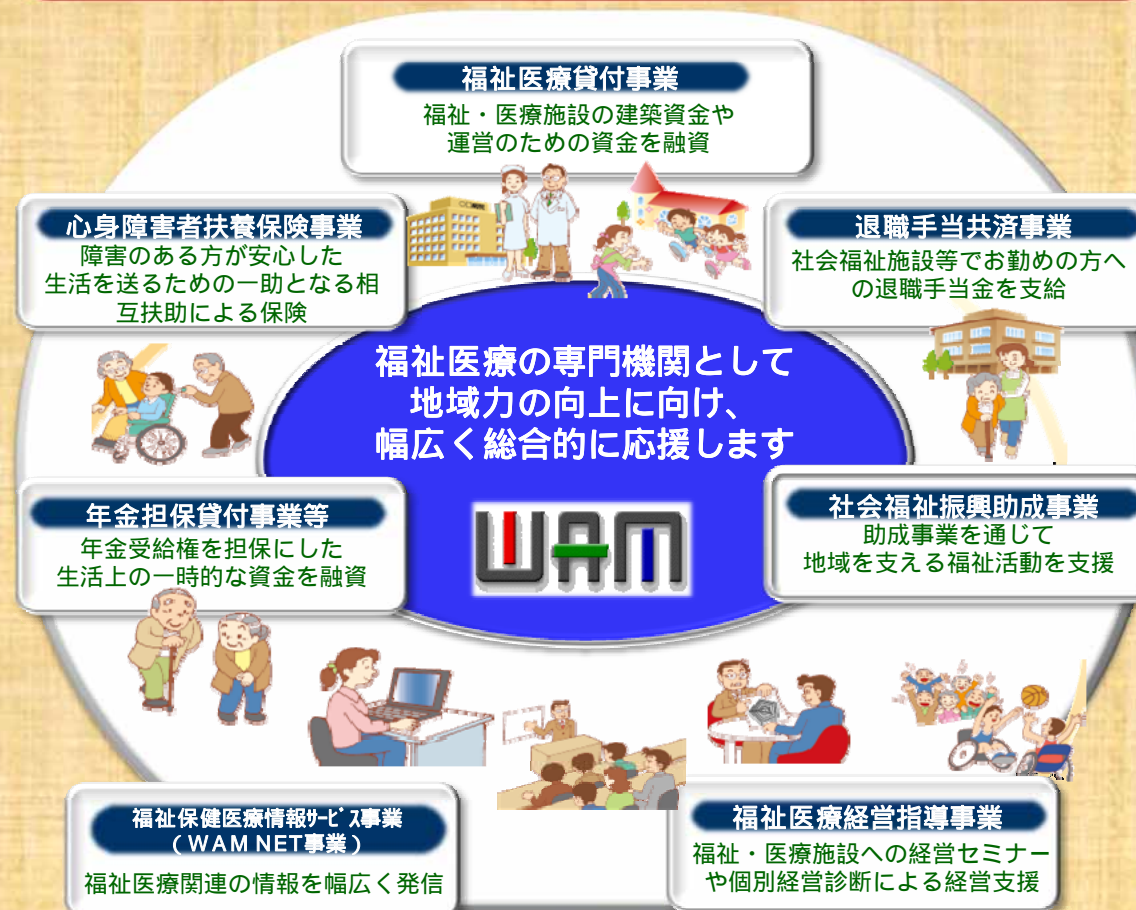 福祉医療貸付事業
福祉・医療施設の建築資金や
運営のための資金を融資
心身障害者扶養保険事業
障害のある方が安心した
生活を送るための一助となる相
互扶助による保険
退職手当共済事業
社会福祉施設等でお勤めの方へ
の退職手当金を支給
福祉医療の専門機関として
地域力の向上に向け、
幅広く総合的に応援します
WAM
年金担保貸付事業等
年金受給権を担保にした
生活上の一時的な資金を融資
社会福祉振興助成事業
助成事業を通じて
地域を支える福祉活動を支援
福祉保健医療情報ｻｰﾋﾞｽ事業
（ＷＡＭ NET事業）
福祉医療関連の情報を幅広く発信
福祉医療経営指導事業
福祉・医療施設への経営セミナー
や個別経営診断による経営支援